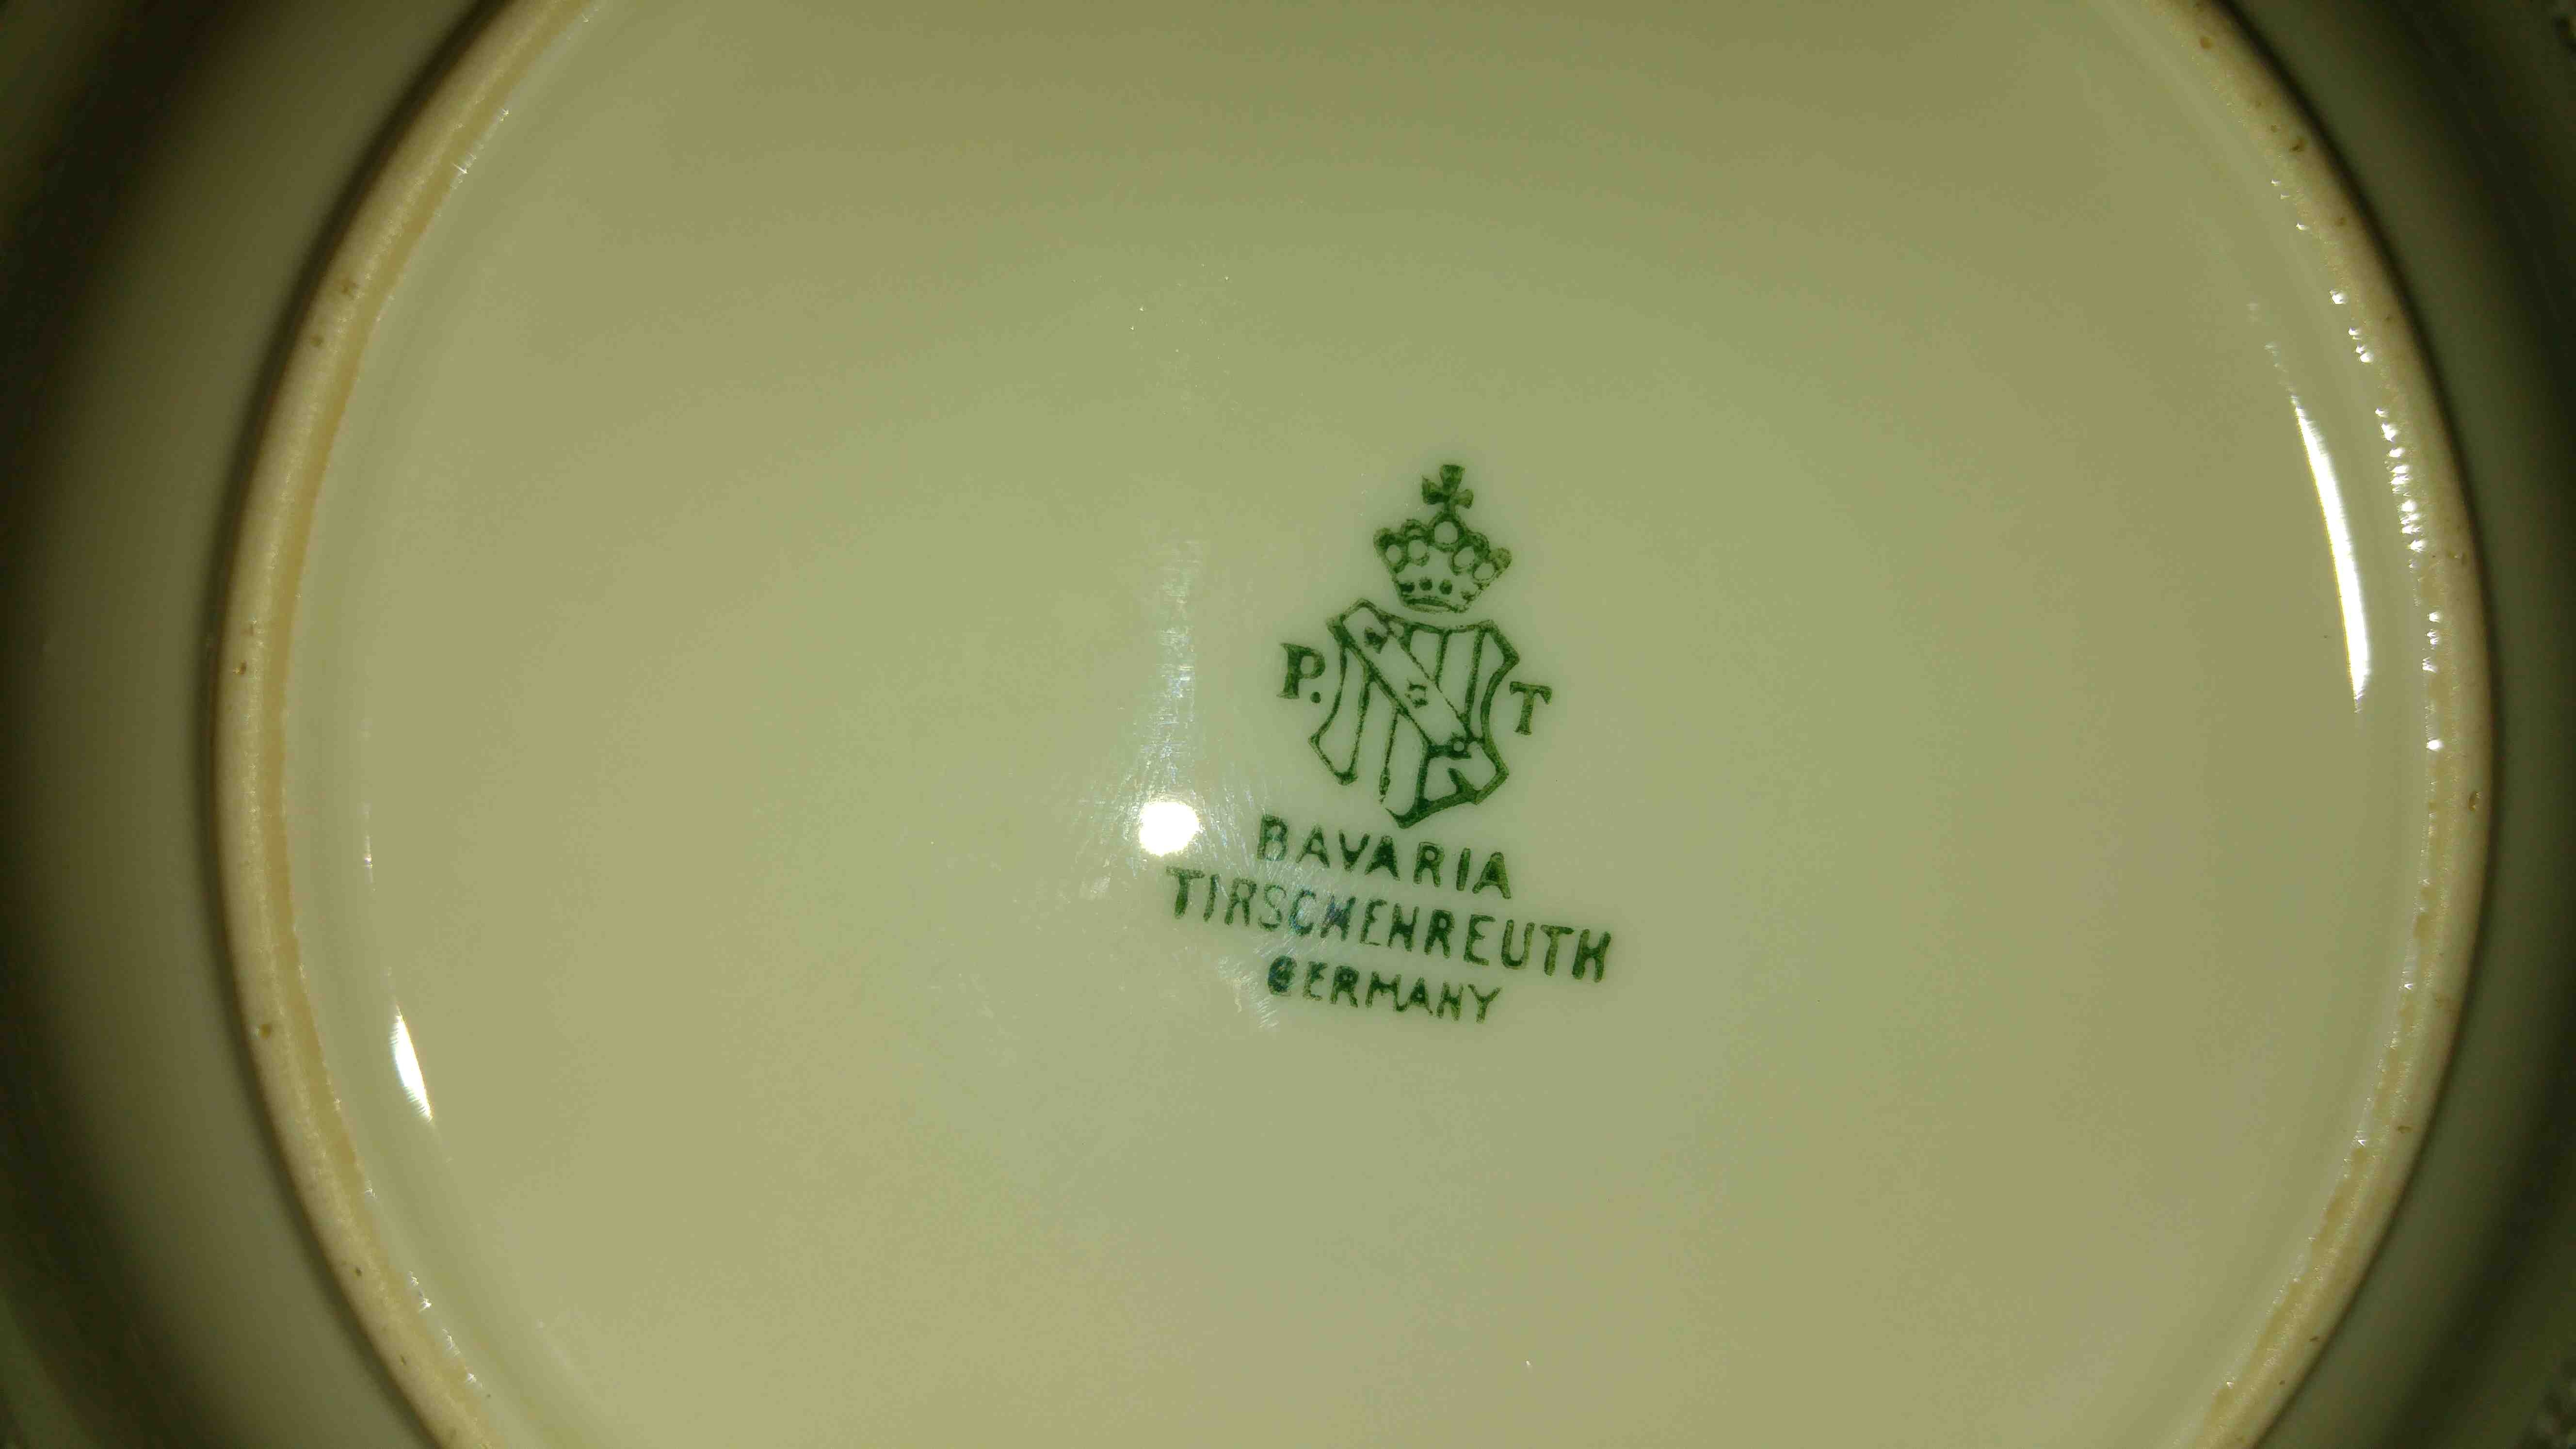 P. T
BAVARIA
TIRSCHENREUTH
GERMANY